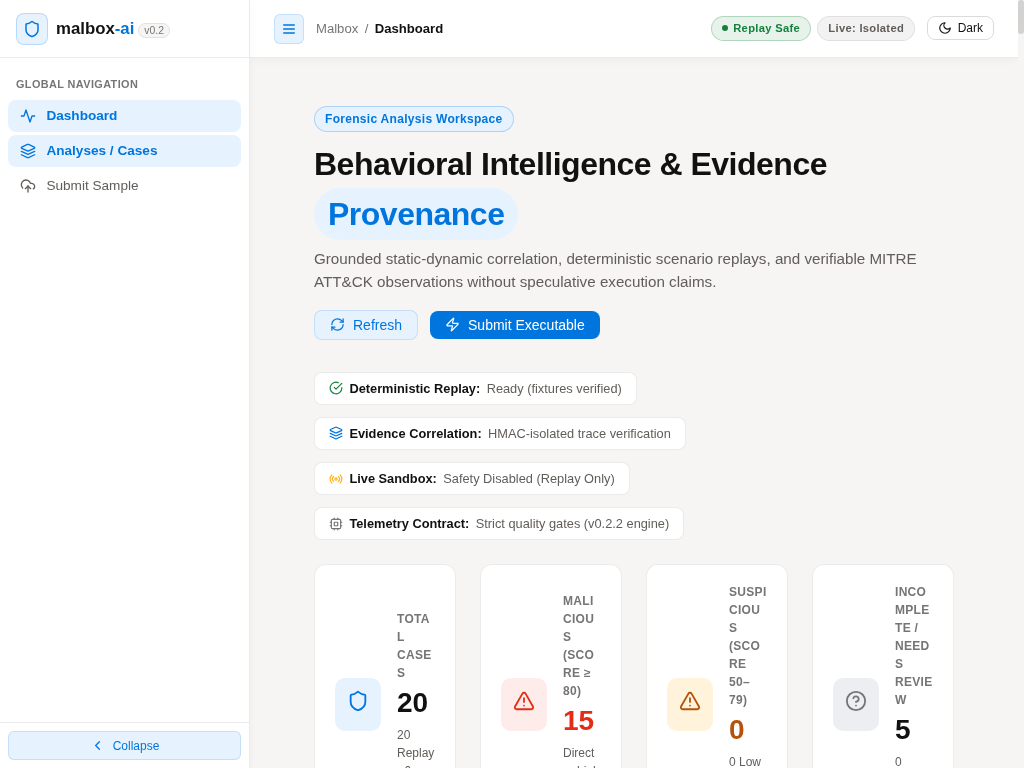 malbox-ai v0.2
Malbox / Dashboard
Replay Safe
Live: Isolated
Dark
GLOBAL NAVIGATION
Dashboard
Analyses / Cases
Submit Sample
Forensic Analysis Workspace
Behavioral Intelligence & Evidence
Provenance
Grounded static-dynamic correlation, deterministic scenario replays, and verifiable MITRE
ATT&CK observations without speculative execution claims.
Refresh
Submit Executable
Deterministic Replay: Ready (fixtures verified)
Evidence Correlation: HMAC-isolated trace verification
Live Sandbox: Safety Disabled (Replay Only)
Telemetry Contract: Strict quality gates (v0.2.2 engine)
TOTA
L
CASE
S
20
20
Replay
MALI
CIOU
S
(SCO
RE ≥
80)
15
Direct
SUSPI
CIOU
S
(SCO
RE
50–
79)
0
0 Low
INCO
MPLE
TE /
NEED
S
REVIE
W
5
0
Collapse